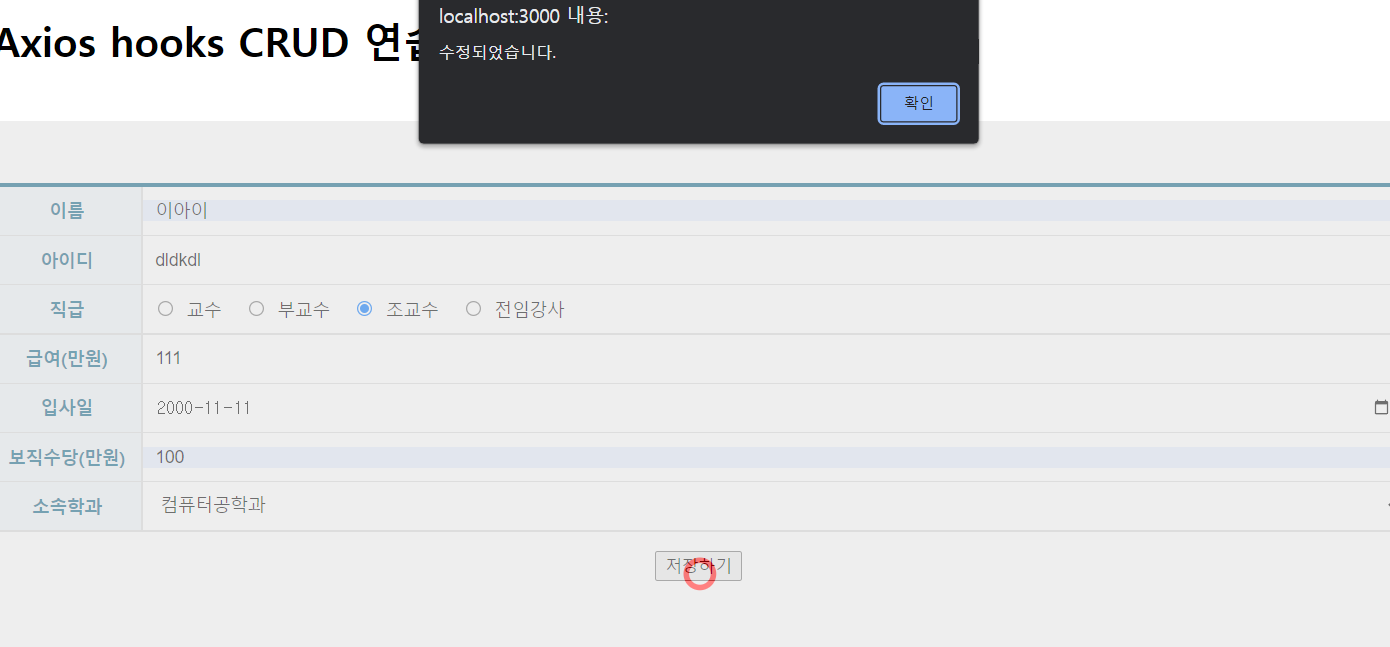 localhost:3000 내용:
Axios hooks CRUD 연습
수정되었습니다.
확인
이름 이아이
아이디 dldkdl
직급 교수 부교수 조교수 전임강사
급여(만원) 111
입사일 2000-11-11
보직수당(만원) 100
소속학과 컴퓨터공학과
저장하기